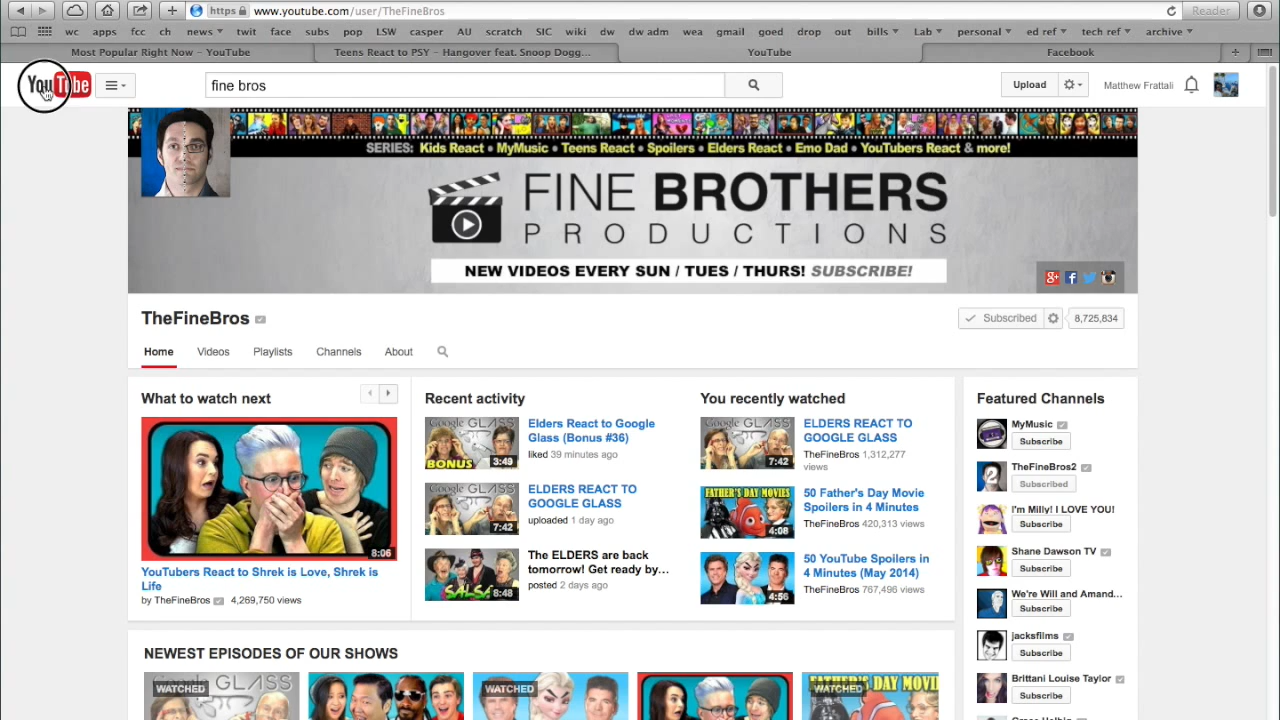 https www.youtube.com/user/TheFineBros Reader
wc apps fcc ch news twit face subs pop LSW casper AU scratch SIC wiki dw dw adm wea gmail goed drop out bills Lab personal ed ref tech ref archive
Most Popular Right Now – YouTube Teens React to PSY - Hangover feat. Snoop Dogg... YouTube Facebook
YouTube fine bros Upload Matthew Frattali
SERIES: Kids React • MyMusic • Teens React • Spoilers • Elders React • Emo Dad • YouTubers React & more!
FINE BROTHERS
PRODUCTIONS
NEW VIDEOS EVERY SUN / TUES / THURS! SUBSCRIBE!
TheFineBros Subscribed 8,725,834
Home Videos Playlists Channels About
What to watch next
8:06
YouTubers React to Shrek is Love, Shrek is
Life
by TheFineBros 4,269,750 views
Recent activity
Google GLASS
BONUS 3:49
Elders React to Google
Glass (Bonus #36)
liked 39 minutes ago
Google GLASS
7:42
ELDERS REACT TO
GOOGLE GLASS
uploaded 1 day ago
SALSA 8:48
The ELDERS are back
tomorrow! Get ready by...
posted 2 days ago
You recently watched
Google GLASS
7:42
ELDERS REACT TO
GOOGLE GLASS
TheFineBros 1,312,277
views
FATHER'S DAY MOVIES
4:08
50 Father's Day Movie
Spoilers in 4 Minutes
TheFineBros 420,313 views
4:56
50 YouTube Spoilers in
4 Minutes (May 2014)
TheFineBros 767,496 views
Featured Channels
MyMusic
Subscribe
TheFineBros2
Subscribed
I'm Milly! I LOVE YOU!
Subscribe
Shane Dawson TV
Subscribe
We're Will and Amand...
Subscribe
jacksfilms
Subscribe
Brittani Louise Taylor
Subscribe
NEWEST EPISODES OF OUR SHOWS
Google GLASS
WATCHED
WATCHED
WATCHED